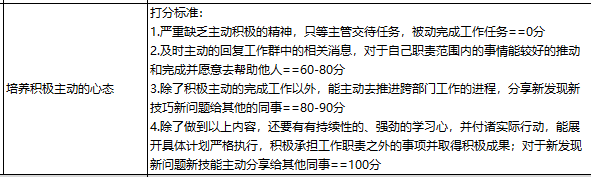 打分标准：
1.严重缺乏主动积极的精神，只等主管交待任务，被动完成工作任务==0分
2.及时主动的回复工作群中的相关消息，对于自己职责范围内的事情能较好的推动
和完成并愿意去帮助他人==60-80分
培养积极主动的心态
3.除了积极主动的完成工作以外，能主动去推进跨部门工作的进程，分享新发现新
技巧新问题给其他的同事==80-90分
4.除了做到以上内容，还要有有持续性的、强劲的学习心，并付诸实际行动，能展
开具体计划严格执行，积极承担工作职责之外的事项并取得积极成果；对于新发现
新问题新技能主动分享给其他同事==100分